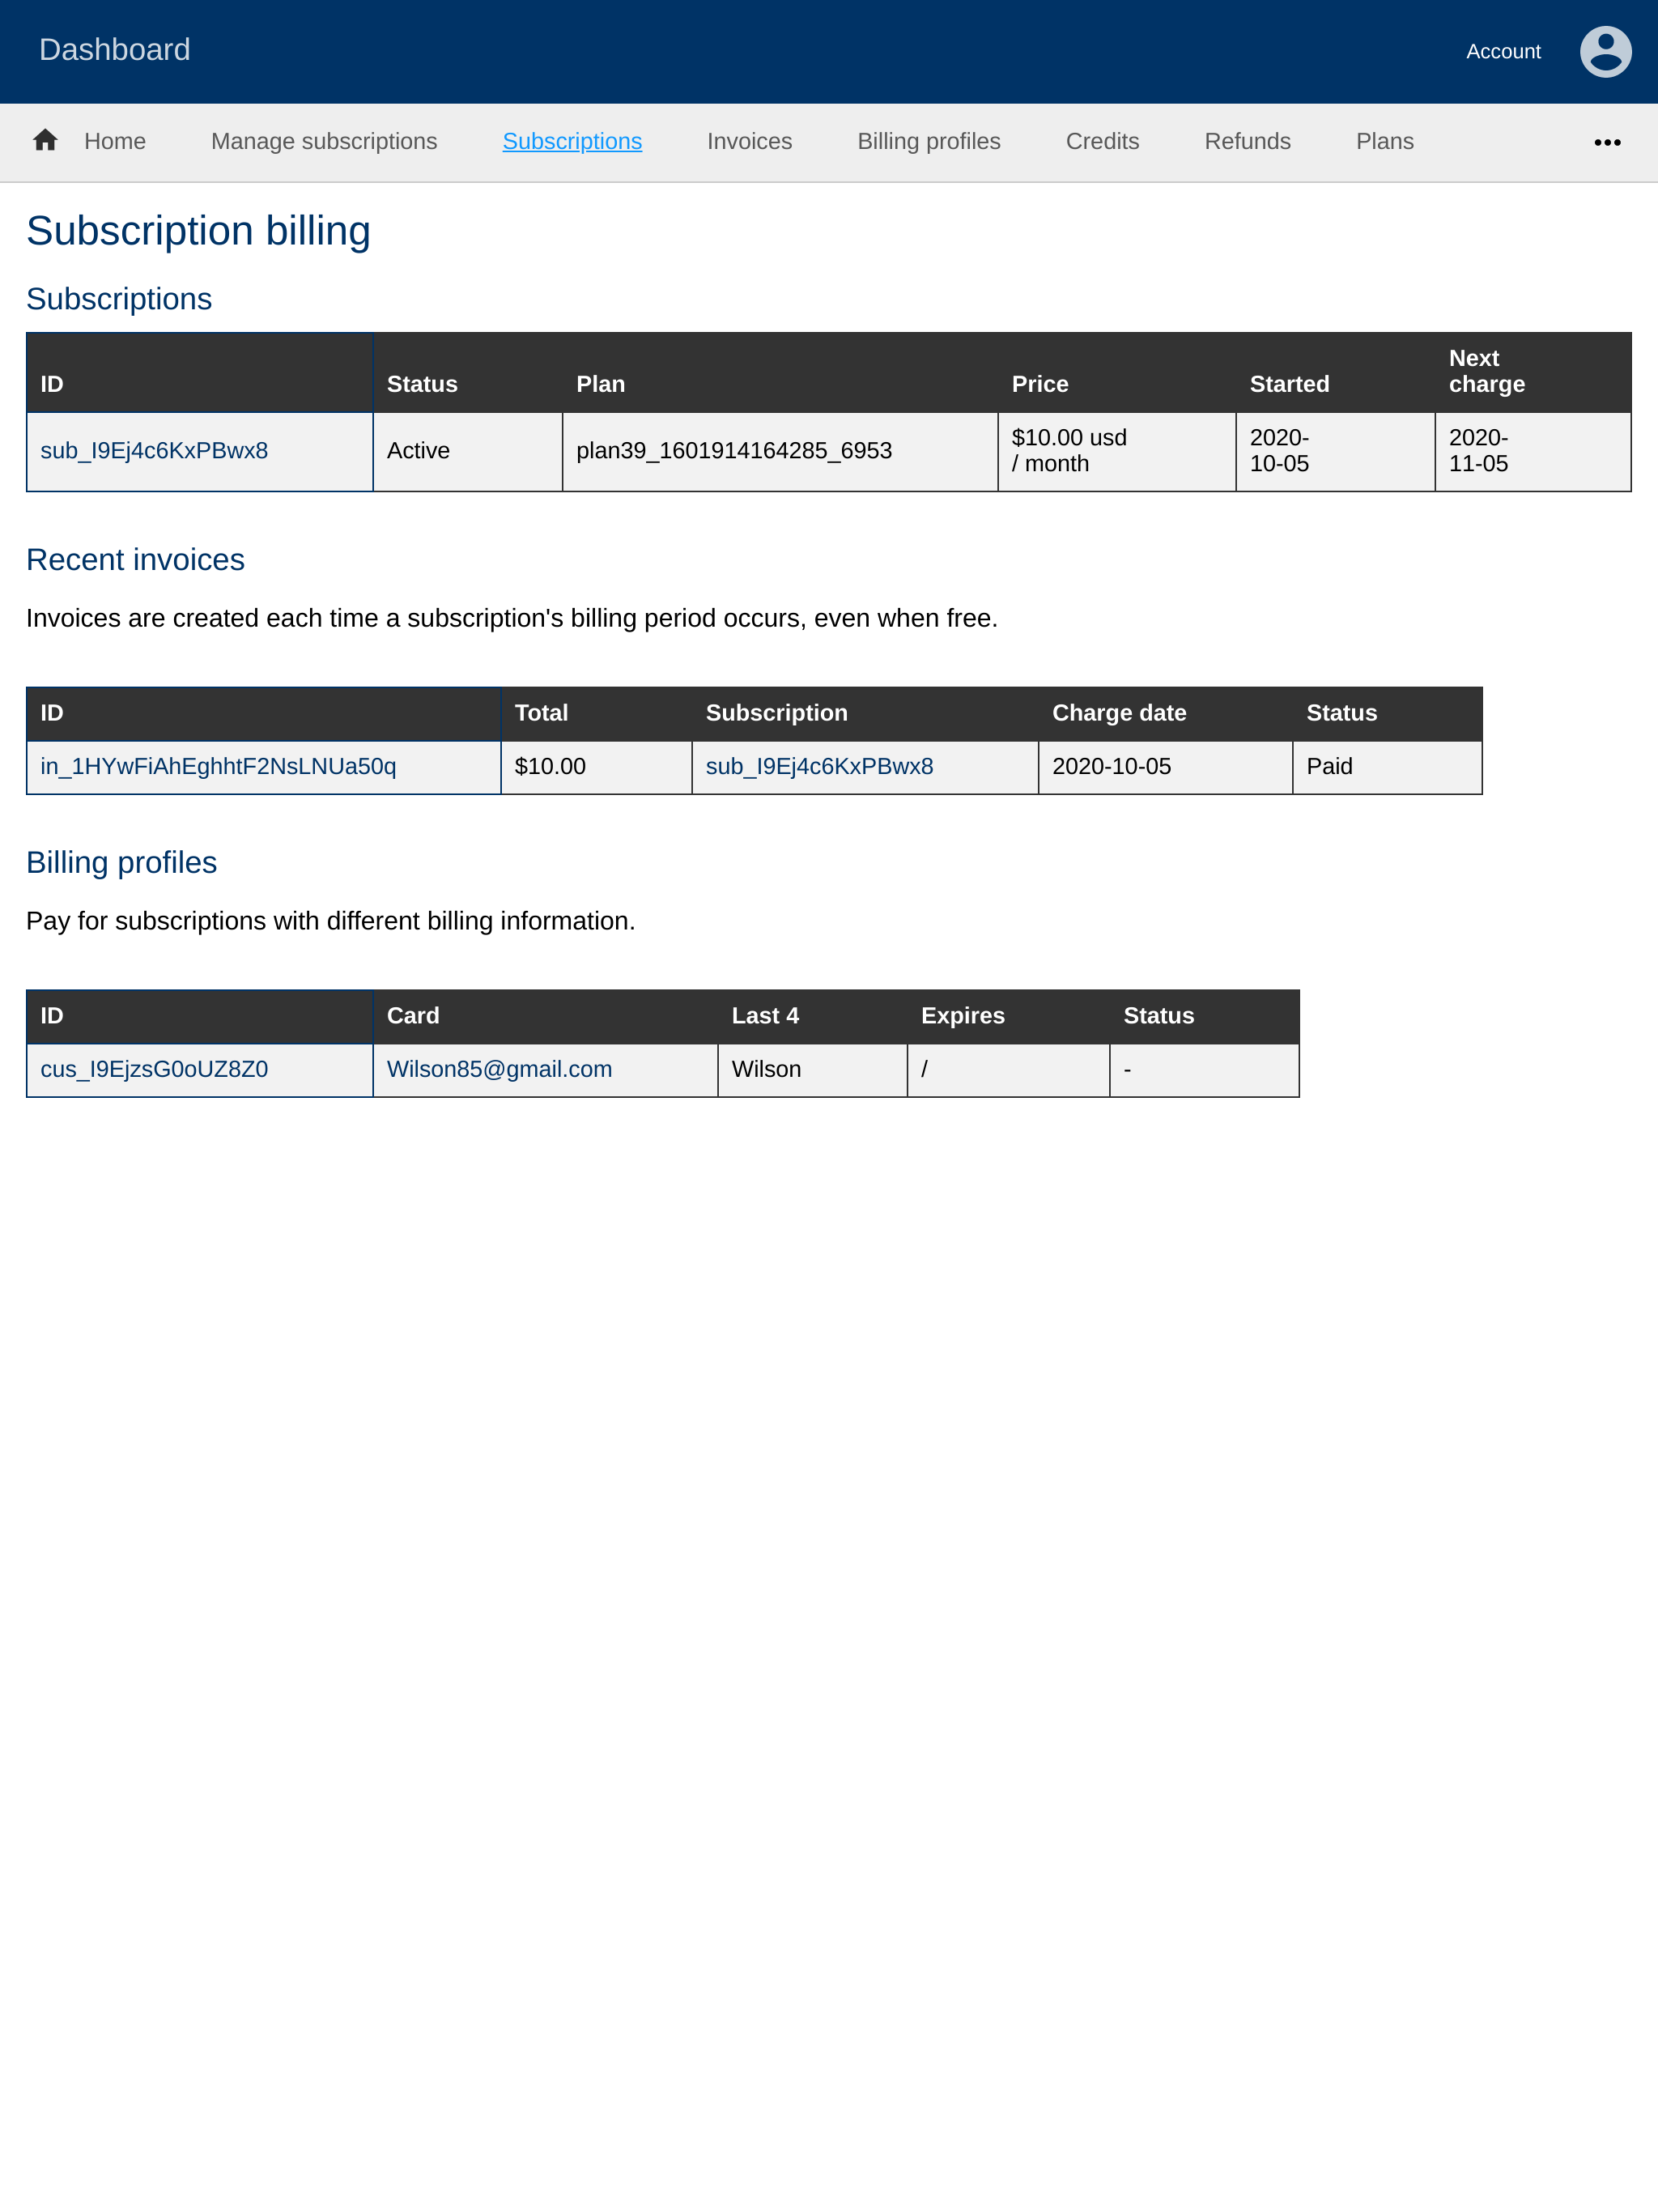 Dashboard
Account
Home Manage subscriptions Subscriptions Invoices Billing profiles Credits Refunds Plans
Subscription billing
Subscriptions
ID Status Plan Price Started Next charge
sub_I9Ej4c6KxPBwx8 Active plan39_1601914164285_6953 $10.00 usd / month 2020-10-05 2020-11-05
Recent invoices
Invoices are created each time a subscription's billing period occurs, even when free.
ID Total Subscription Charge date Status
in_1HYwFiAhEghhtF2NsLNUa50q $10.00 sub_I9Ej4c6KxPBwx8 2020-10-05 Paid
Billing profiles
Pay for subscriptions with different billing information.
ID Card Last 4 Expires Status
cus_I9EjzsG0oUZ8Z0 Wilson85@gmail.com Wilson / -